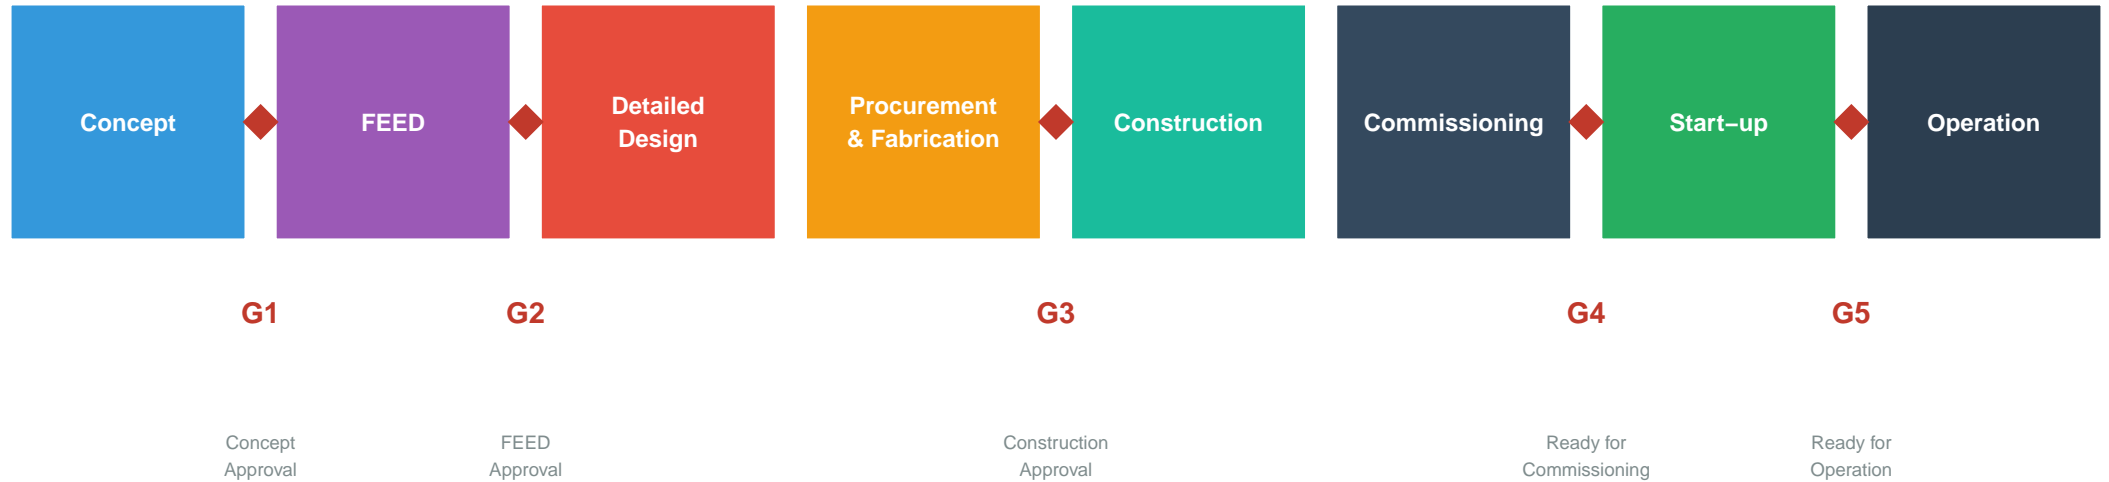 Concept
FEED
Detailed
Design
Procurement
& Fabrication
Construction
Commissioning
Start–up
Operation
G1
G2
G3
G4
G5
Concept
Approval
FEED
Approval
Construction
Approval
Ready for
Commissioning
Ready for
Operation